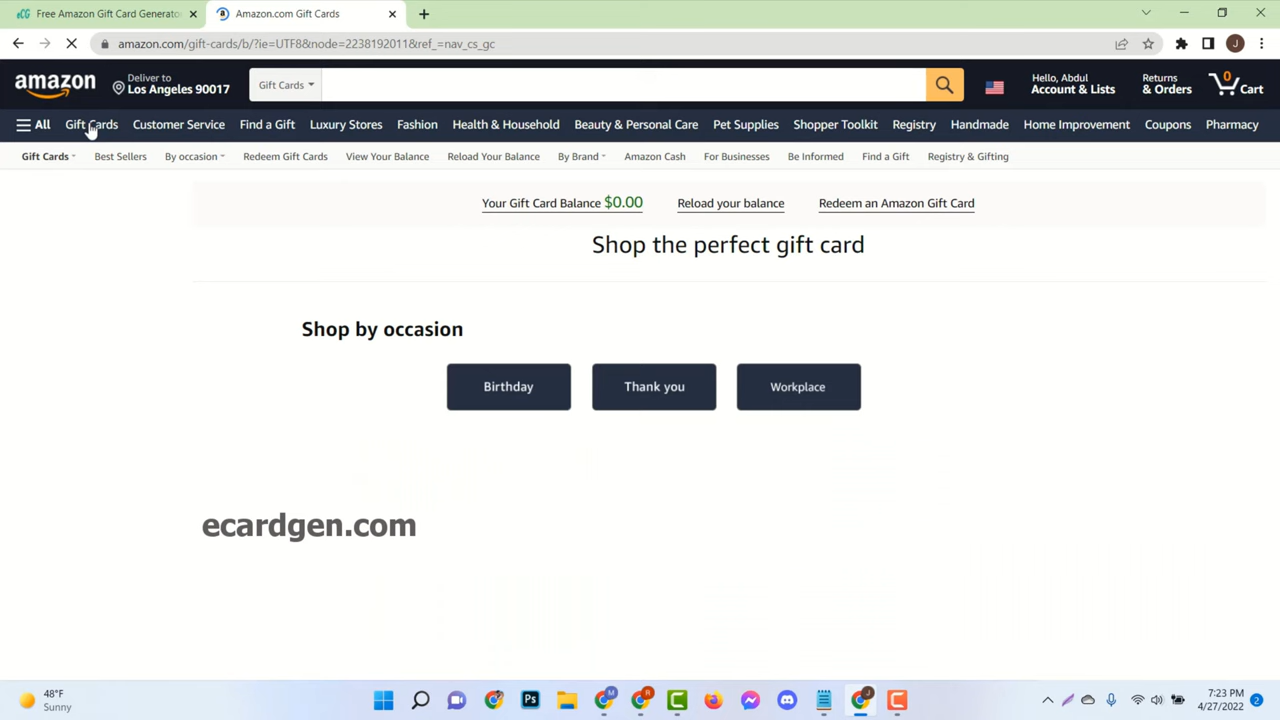 Free Amazon Gift Card Generato
Amazon.com Gift Cards
amazon.com/gift-cards/b/?ie=UTF8&node=2238192011&ref_=nav_cs_gc
J
amazon
Deliver to
Los Angeles 90017
Gift Cards
Hello, Abdul
Account & Lists
Returns
& Orders
0
Cart
All Gift Cards Customer Service Find a Gift Luxury Stores Fashion Health & Household Beauty & Personal Care Pet Supplies Shopper Toolkit Registry Handmade Home Improvement Coupons Pharmacy
Gift Cards Best Sellers By occasion Redeem Gift Cards View Your Balance Reload Your Balance By Brand Amazon Cash For Businesses Be Informed Find a Gift Registry & Gifting
Your Gift Card Balance $0.00 Reload your balance Redeem an Amazon Gift Card
Shop the perfect gift card
Shop by occasion
Birthday Thank you Workplace
ecardgen.com
48°F
Sunny
Ps
M
R
J
7:23 PM
4/27/2022
2